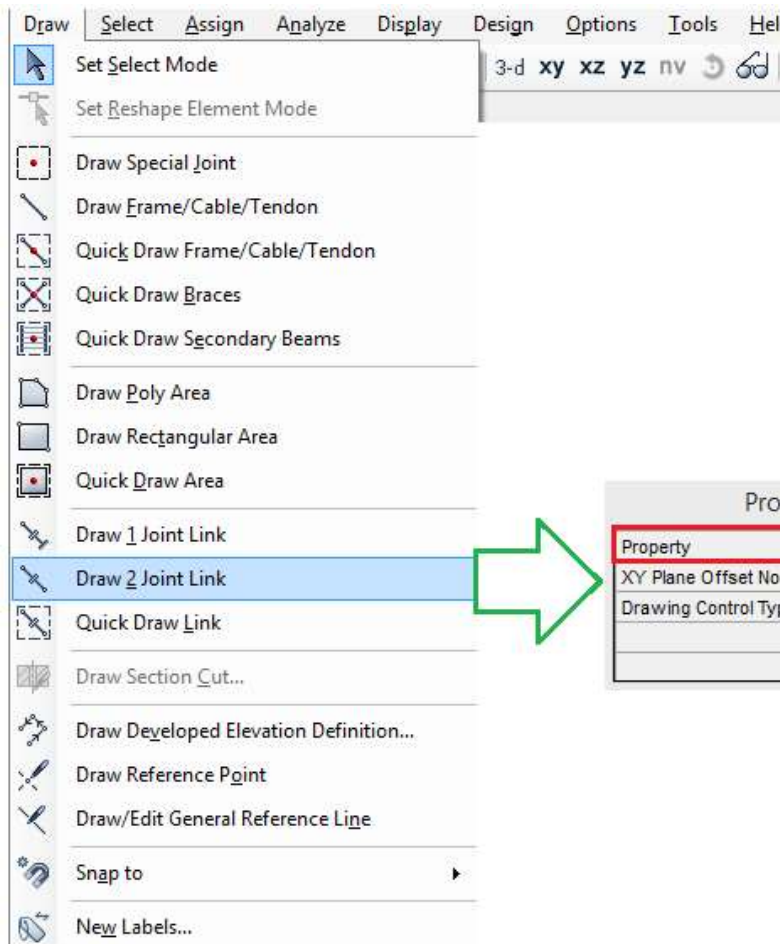 Draw Select Assign Analyze Display Design Options Tools Hel
Set Select Mode
3-d xy xz yz nv
Set Reshape Element Mode
Draw Special Joint
Draw Frame/Cable/Tendon
Quick Draw Frame/Cable/Tendon
Quick Draw Braces
Quick Draw Secondary Beams
Draw Poly Area
Draw Rectangular Area
Quick Draw Area
Draw 1 Joint Link
Draw 2 Joint Link
Quick Draw Link
Draw Section Cut...
Draw Developed Elevation Definition...
Draw Reference Point
Draw/Edit General Reference Line
Snap to
New Labels...
Pro
Property
XY Plane Offset No
Drawing Control Typ